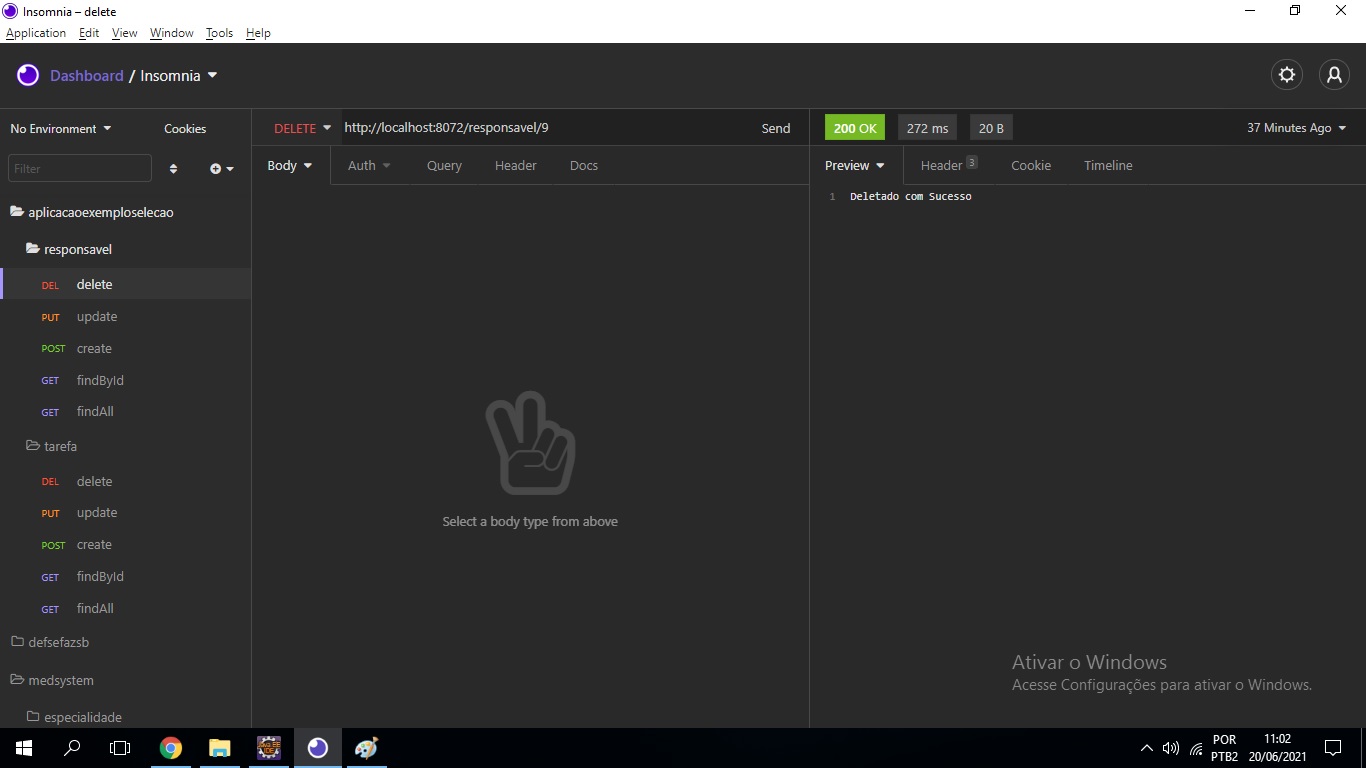 Insomnia – delete
Application Edit View Window Tools Help
Dashboard / Insomnia
No Environment Cookies
DELETE http://localhost:8072/responsavel/9 Send
200 OK 272 ms 20 B 37 Minutes Ago
Filter
Body Auth Query Header Docs
Preview Header 3 Cookie Timeline
1 Deletado com Sucesso
aplicacaoexemploselecao
responsavel
DEL delete
PUT update
POST create
GET findById
GET findAll
tarefa
DEL delete
PUT update
POST create
GET findById
GET findAll
defsefazsb
medsystem
especialidade
Select a body type from above
Ativar o Windows
Acesse Configurações para ativar o Windows.
Java EE
IDE
POR
PTB2
11:02
20/06/2021